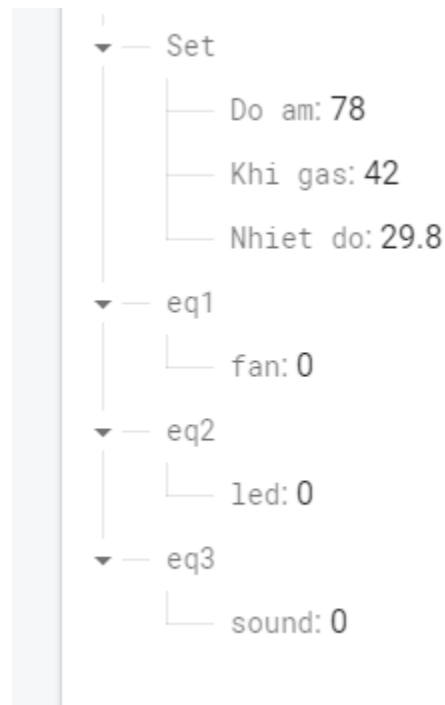 Set
Do am: 78
Khi gas: 42
Nhiet do: 29.8
eq1
fan: 0
eq2
led: 0
eq3
sound: 0